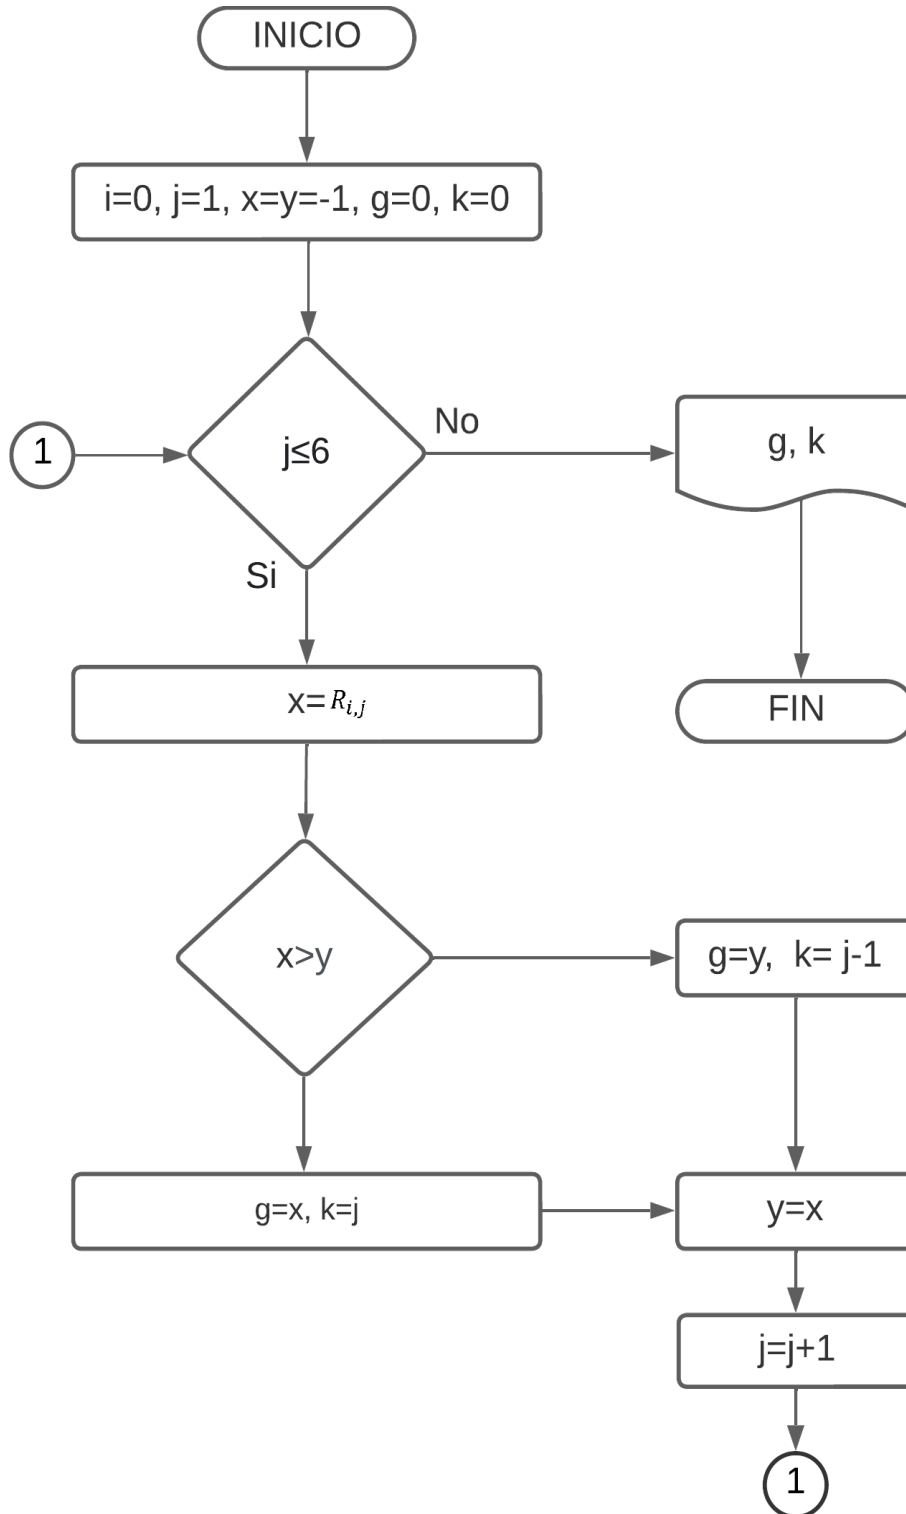 INICIO
i=0, j=1, x=y=-1, g=0, k=0
1
j≤6
No
g, k
Si
x= R_{i,j}
FIN
x>y
g=y, k= j-1
g=x, k=j
y=x
j=j+1
1